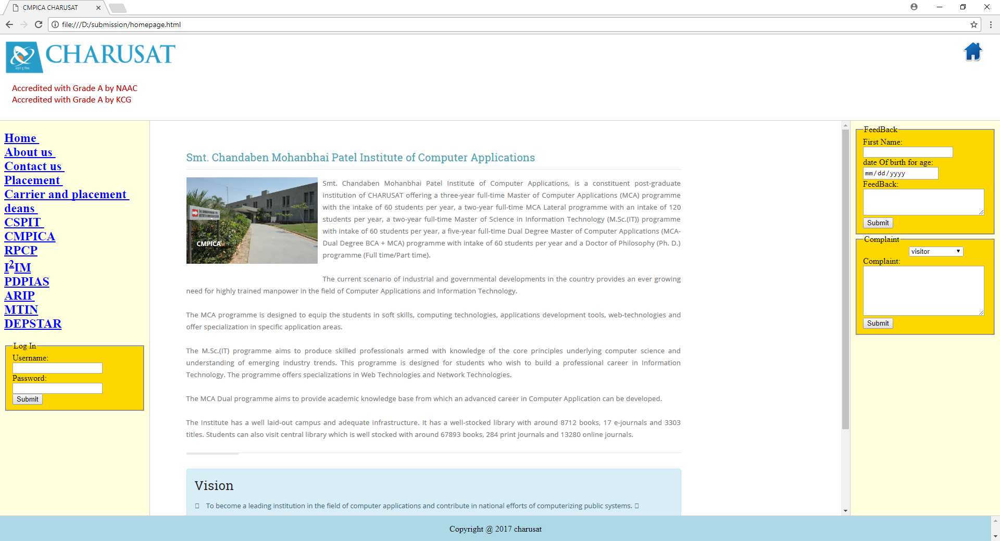 CMPICA CHARUSAT
file:///D:/submission/homepage.html
CHARUSAT
Accredited with Grade A by NAAC
Accredited with Grade A by KCG
Home
About us
Contact us
Placement
Carrier and placement
deans
CSPIT
CMPICA
RPCP
I²IM
PDPIAS
ARIP
MTIN
DEPSTAR
Log In
Username:
Password:
Submit
Smt. Chandaben Mohanbhai Patel Institute of Computer Applications
CMPICA
Smt. Chandaben Mohanbhai Patel Institute of Computer Applications, is a constituent post-graduate
institution of CHARUSAT offering a three-year full-time Master of Computer Applications (MCA) programme
with the intake of 60 students per year, a two-year full-time MCA Lateral programme with an intake of 120
students per year, a two-year full-time Master of Science in Information Technology (M.Sc.(IT)) programme
with intake of 60 students per year, a five-year full-time Dual Degree Master of Computer Applications (MCA-
Dual Degree BCA + MCA) programme with intake of 60 students per year and a Doctor of Philosophy (Ph. D.)
programme (Full time/Part time).
The current scenario of industrial and governmental developments in the country provides an ever growing
need for highly trained manpower in the field of Computer Applications and Information Technology.
The MCA programme is designed to equip the students in soft skills, computing technologies, applications development tools, web-technologies and
offer specialization in specific application areas.
The M.Sc.(IT) programme aims to produce skilled professionals armed with knowledge of the core principles underlying computer science and
understanding of emerging industry trends. This programme is designed for students who wish to build a professional career in Information
Technology. The programme offers specializations in Web Technologies and Network Technologies.
The MCA Dual programme aims to provide academic knowledge base from which an advanced career in Computer Application can be developed.
The Institute has a well laid-out campus and adequate infrastructure. It has a well-stocked library with around 8712 books, 17 e-journals and 3303
titles. Students can also visit central library which is well stocked with around 67893 books, 284 print journals and 13280 online journals.
Vision
To become a leading institution in the field of computer applications and contribute in national efforts of computerizing public systems.
FeedBack
First Name:
date Of birth for age:
mm/dd/yyyy
FeedBack:
Submit
Complaint
visitor
Complaint:
Submit
Copyright @ 2017 charusat